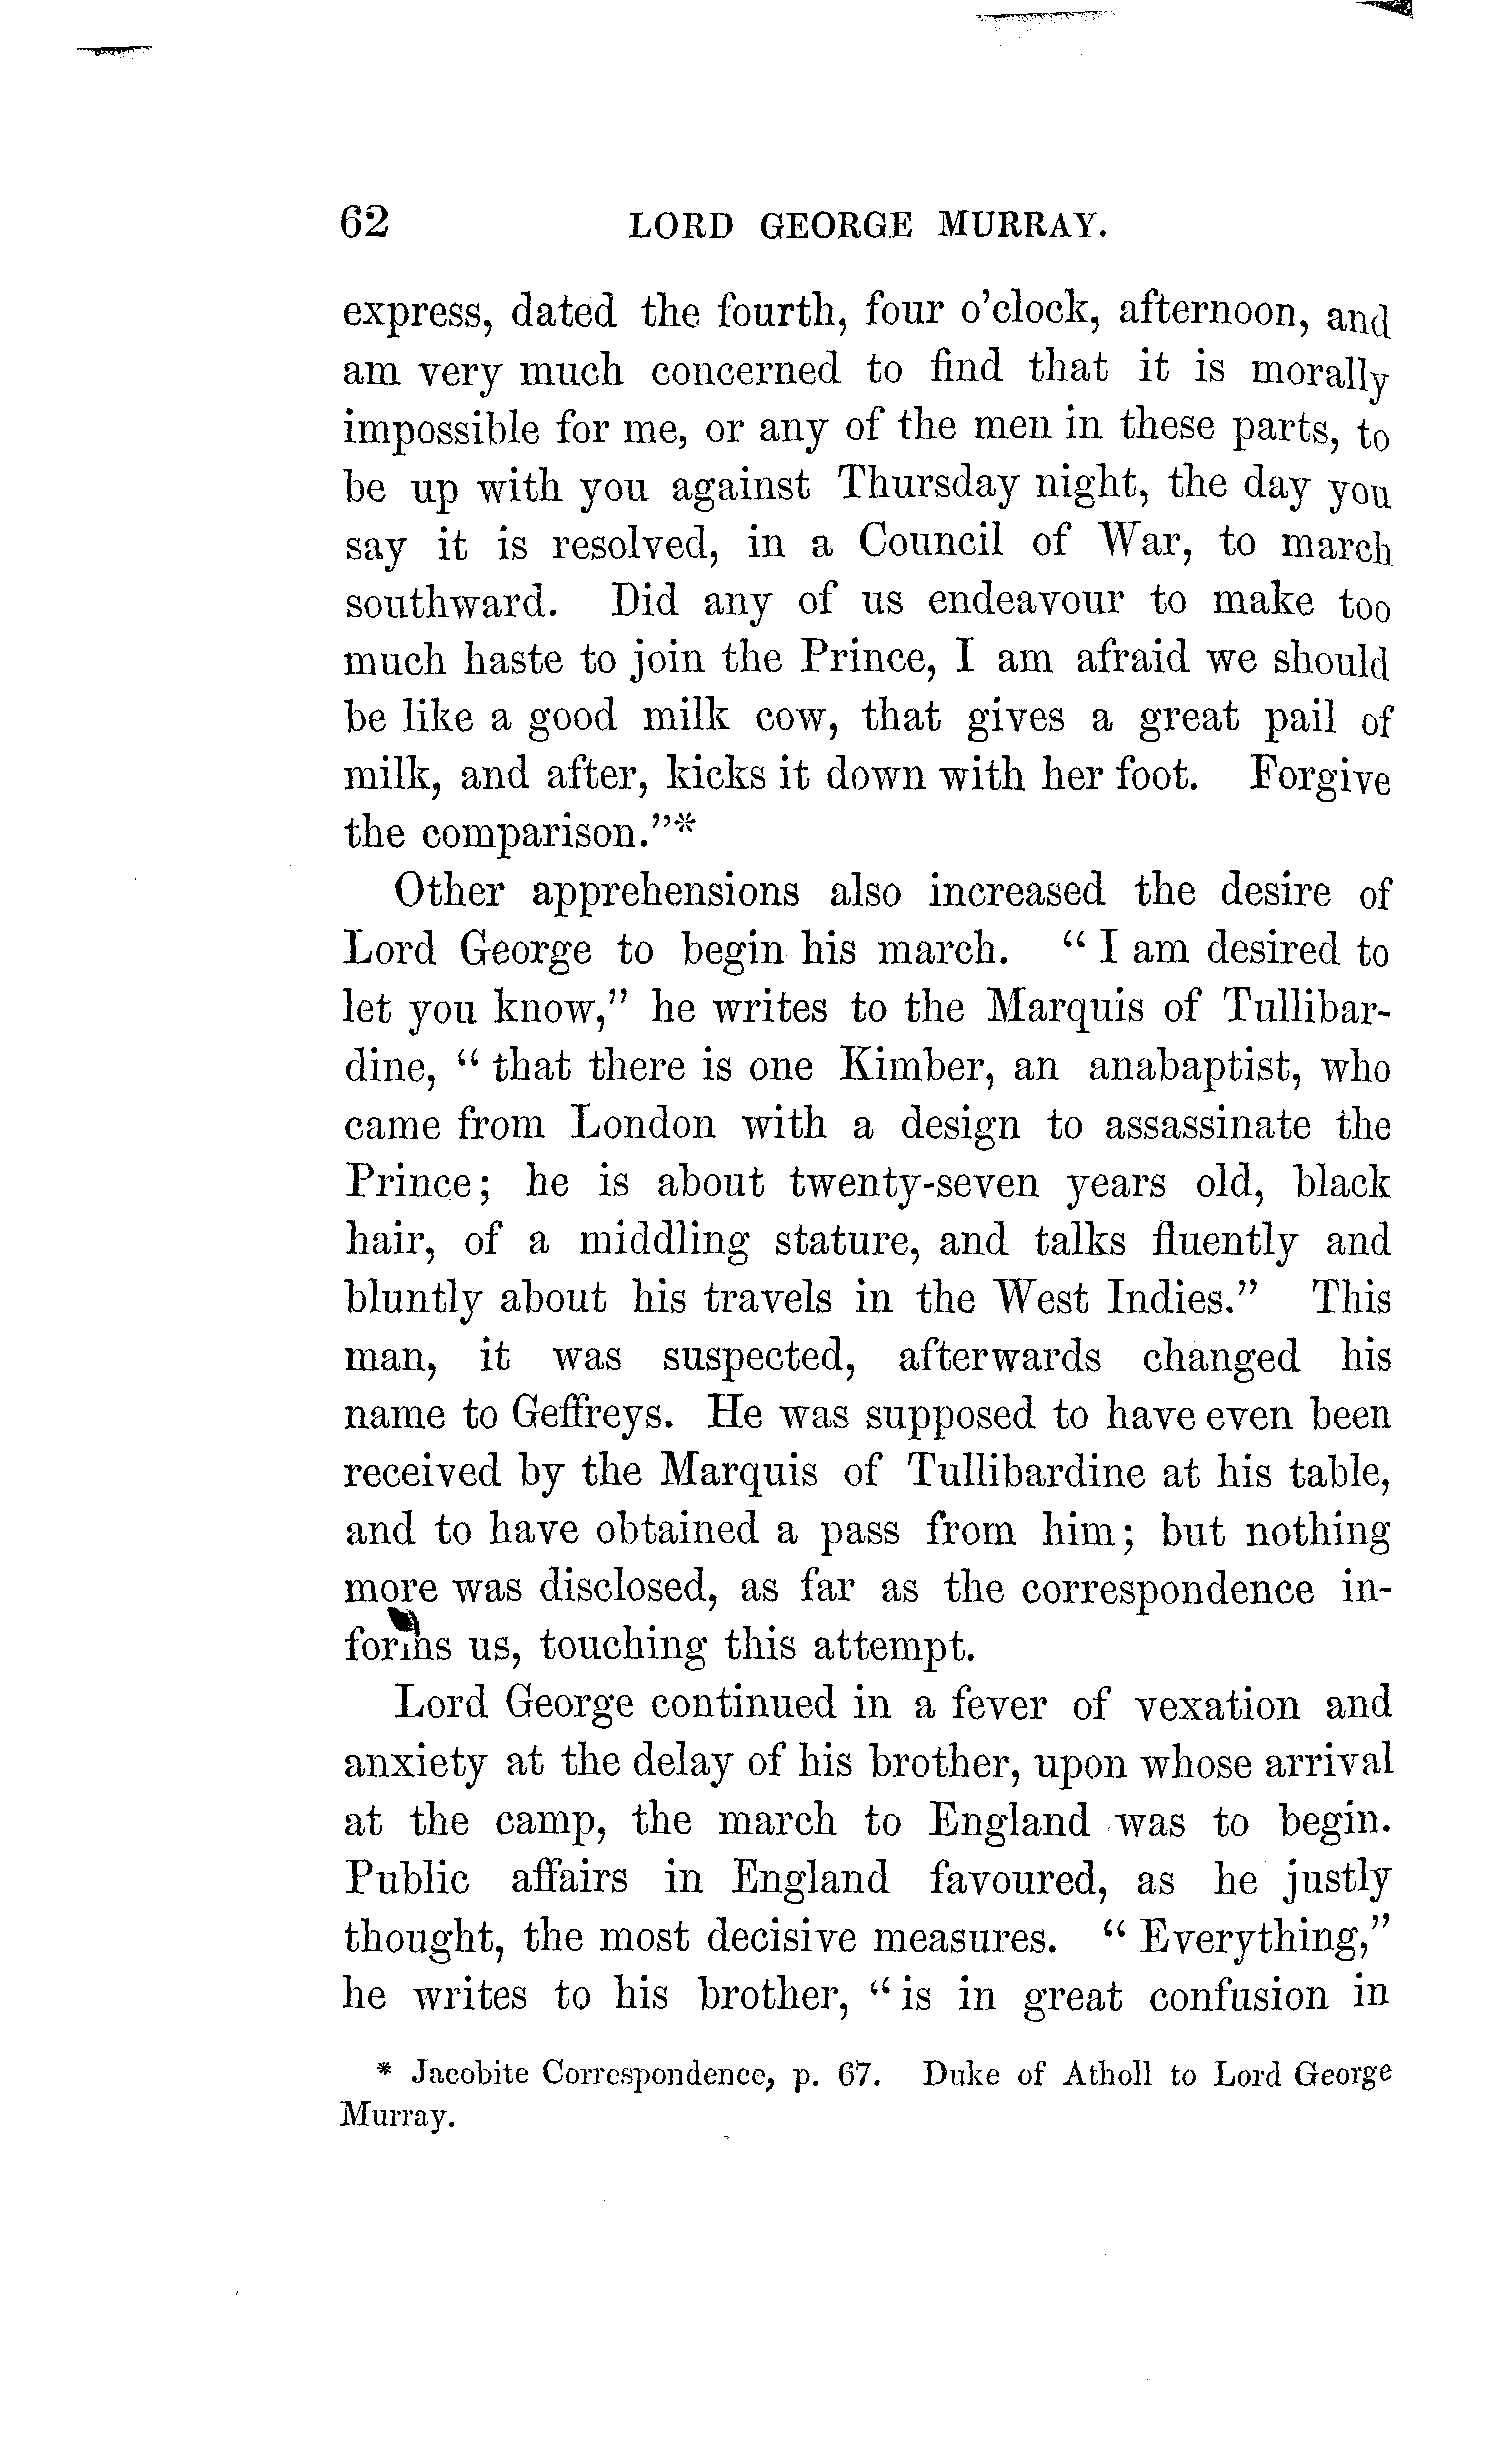 62 LORD GEORGE MURRAY.
express, dated the fourth, four o'clock, afternoon, and
am very much concerned to find that it is morally
impossible for me, or any of the men in these parts, to
be up with you against Thursday night, the day you
say it is resolved, in a Council of War, to march
southward. Did any of us endeavour to make too
much haste to join the Prince, I am afraid we should
be like a good milk cow, that gives a great pail of
milk, and after, kicks it down with her foot. Forgive
the comparison."*
Other apprehensions also increased the desire of
Lord George to begin his march. " I am desired to
let you know," he writes to the Marquis of Tullibar-
dine, " that there is one Kimber, an anabaptist, who
came from London with a design to assassinate the
Prince; he is about twenty-seven years old, black
hair, of a middling stature, and talks fluently and
bluntly about his travels in the West Indies." This
man, it was suspected, afterwards changed his
name to Geffreys. He was supposed to have even been
received by the Marquis of Tullibardine at his table,
and to have obtained a pass from him; but nothing
more was disclosed, as far as the correspondence in-
forms us, touching this attempt.
Lord George continued in a fever of vexation and
anxiety at the delay of his brother, upon whose arrival
at the camp, the march to England was to begin.
Public affairs in England favoured, as he justly
thought, the most decisive measures. " Everything,"
he writes to his brother, " is in great confusion in
* Jacobite Correspondence, p. 67. Duke of Atholl to Lord George
Murray.